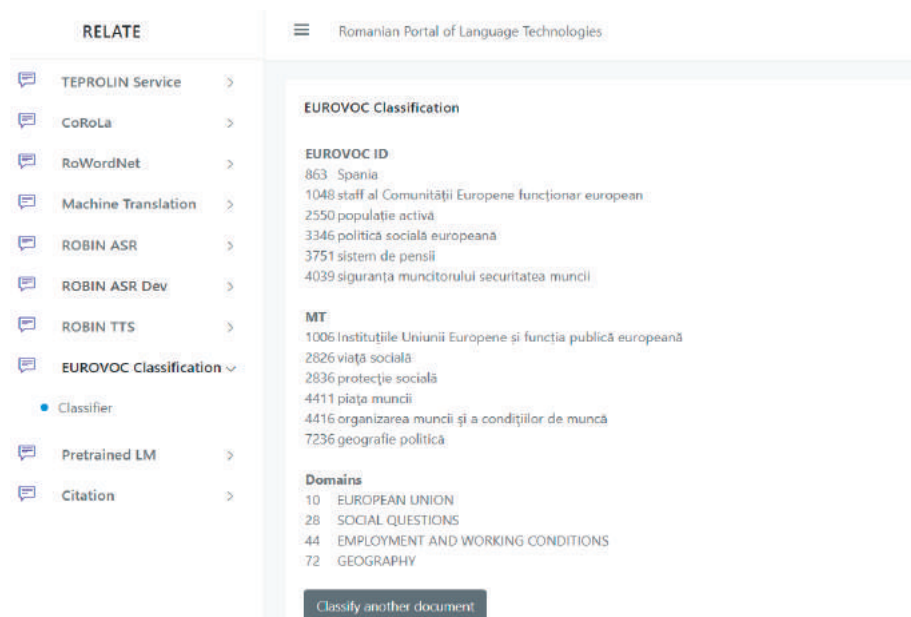 RELATE
TEPROLIN Service
CoRoLa
RoWordNet
Machine Translation
ROBIN ASR
ROBIN ASR Dev
ROBIN TTS
EUROVOC Classification
Classifier
Pretrained LM
Citation
Romanian Portal of Language Technologies
EUROVOC Classification
EUROVOC ID
863 Spania
1048 staff al Comunității Europene funcționar european
2550 populație activă
3346 politică socială europeană
3751 sistem de pensii
4039 siguranța muncitorului securitatea muncii
MT
1006 Instituțiile Uniunii Europene și funcția publică europeană
2826 viață socială
2836 protecție socială
4411 piața muncii
4416 organizarea muncii și a condițiilor de muncă
7236 geografie politică
Domains
10 EUROPEAN UNION
28 SOCIAL QUESTIONS
44 EMPLOYMENT AND WORKING CONDITIONS
72 GEOGRAPHY
Classify another document